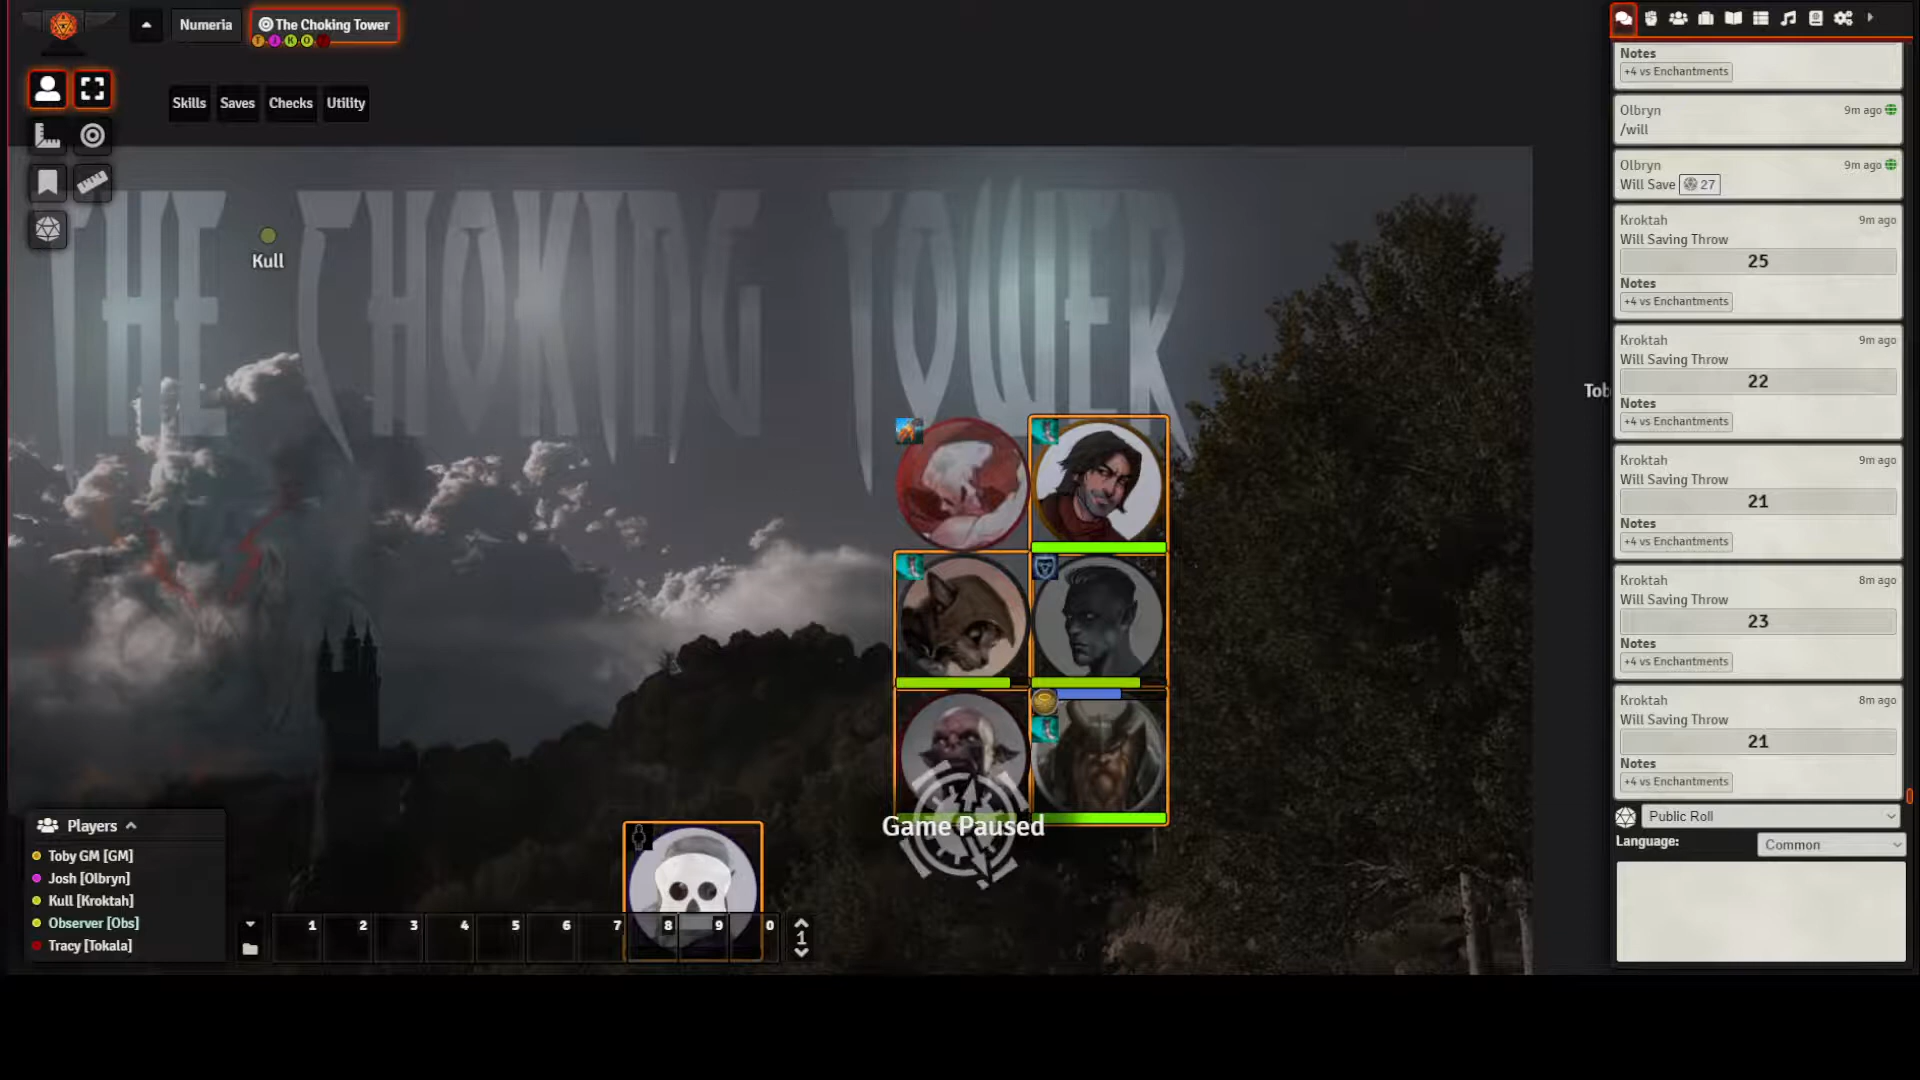 Numeria
The Choking Tower
T J K O
Skills Saves Checks Utility
THE CHOKING TOWER
Kull
Tob
Game Paused
Players
Toby GM [GM]
Josh [Olbryn]
Kull [Kroktah]
Observer [Obs]
Tracy [Tokala]
1 2 3 4 5 6 7 8 9 0
1
Notes
+4 vs Enchantments
Olbryn 9m ago
/will
Olbryn 9m ago
Will Save 27
Kroktah 9m ago
Will Saving Throw
25
Notes
+4 vs Enchantments
Kroktah 9m ago
Will Saving Throw
22
Notes
+4 vs Enchantments
Kroktah 9m ago
Will Saving Throw
21
Notes
+4 vs Enchantments
Kroktah 8m ago
Will Saving Throw
23
Notes
+4 vs Enchantments
Kroktah 8m ago
Will Saving Throw
21
Notes
+4 vs Enchantments
Public Roll
Language: Common